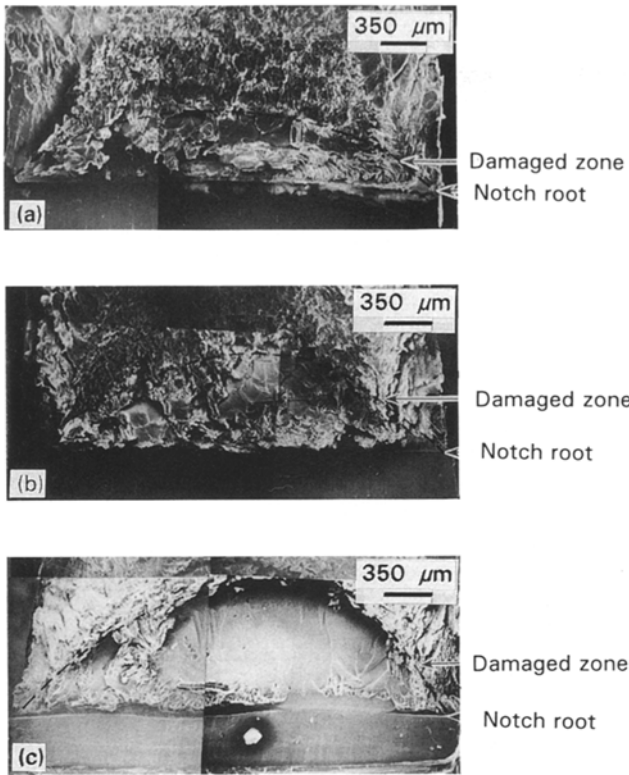 350 μm
Damaged zone
Notch root
(a)
350 μm
Damaged zone
Notch root
(b)
350 μm
Damaged zone
Notch root
(c)